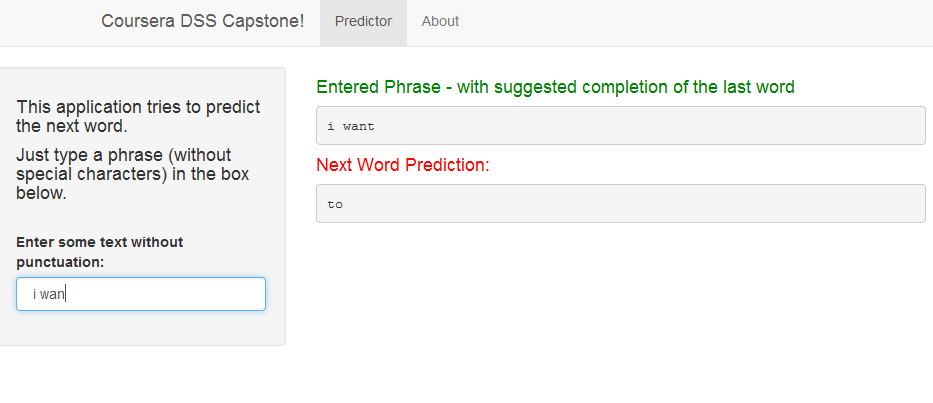 Coursera DSS Capstone! Predictor About
This application tries to predict
the next word.
Just type a phrase (without
special characters) in the box
below.
Enter some text without
punctuation:
i wan
Entered Phrase - with suggested completion of the last word
i want
Next Word Prediction:
to